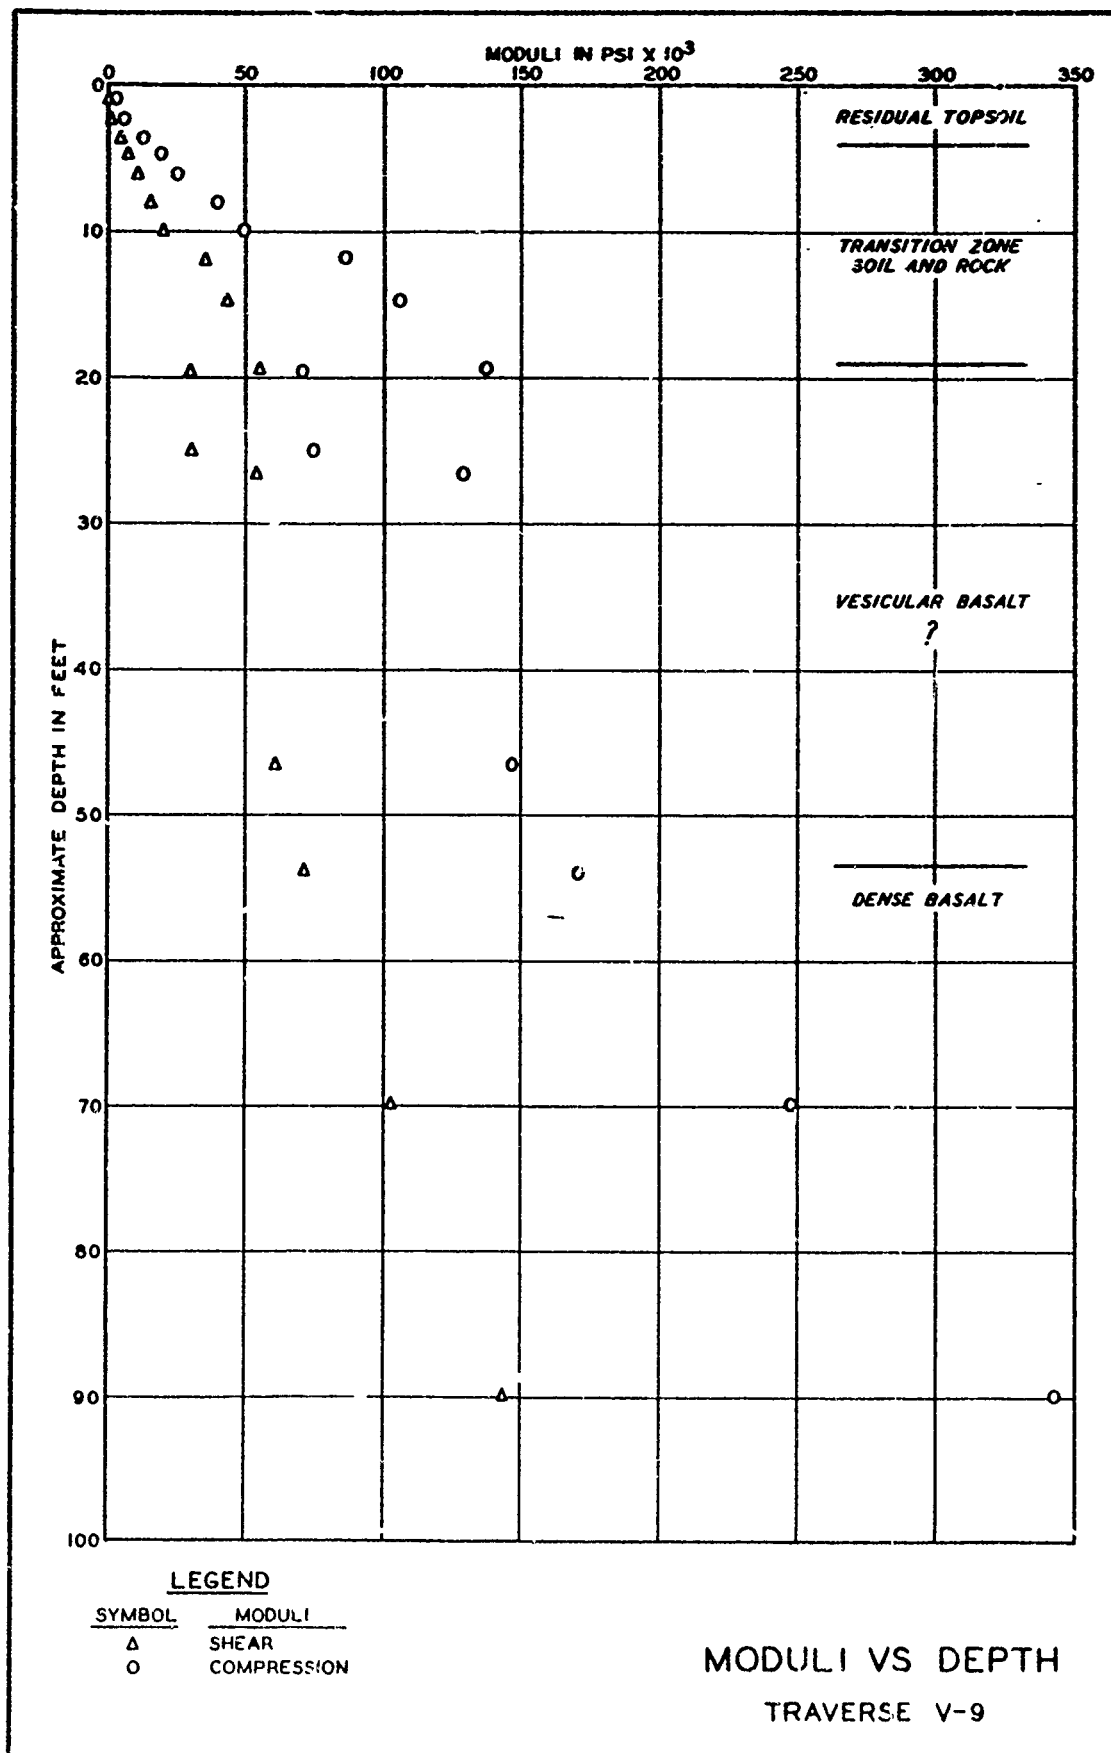 MODULI IN PSI X 10³
0 50 100 150 200 250 300 350
0
10
20
30
40
50
60
70
80
90
100
APPROXIMATE DEPTH IN FEET
RESIDUAL TOPSOIL
TRANSITION ZONE
SOIL AND ROCK
VESICULAR BASALT
?
DENSE BASALT
LEGEND
SYMBOL MODULI
Δ SHEAR
O COMPRESSION
MODULI VS DEPTH
TRAVERSE V-9